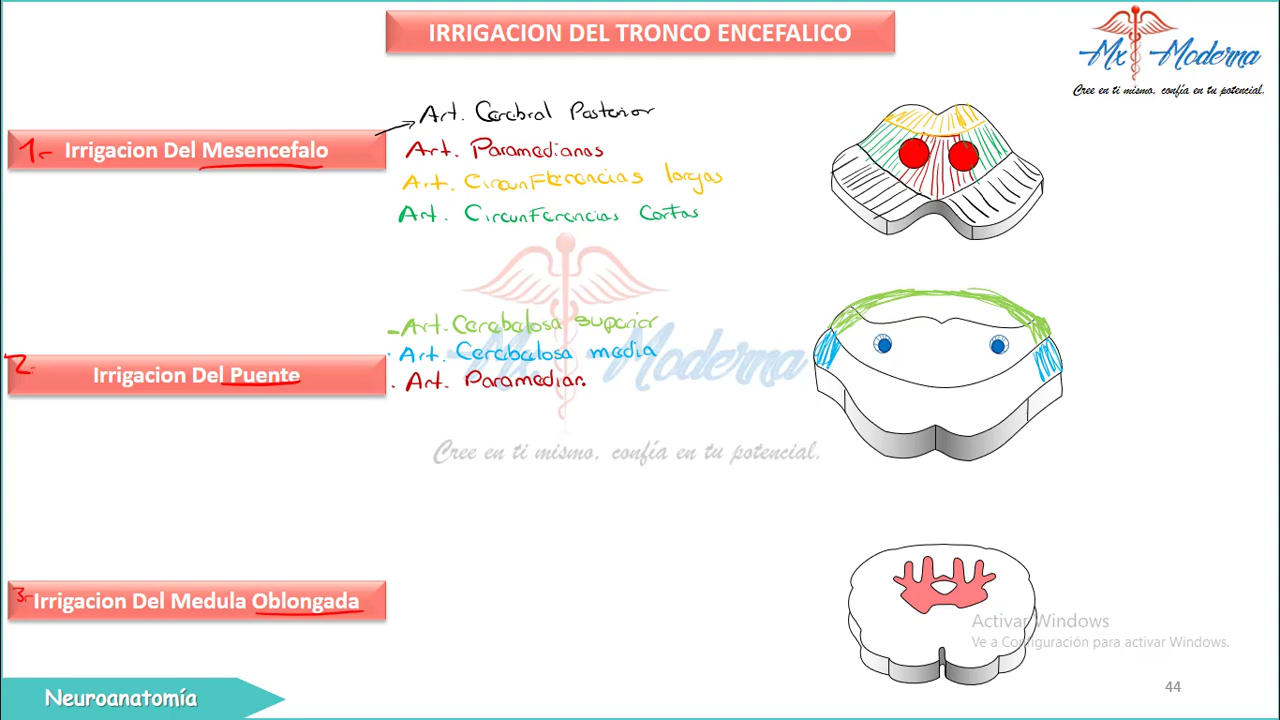 IRRIGACION DEL TRONCO ENCEFALICO
Mx Moderna
Cree en ti mismo, confía en tu potencial.
Art. Cerebral Posterior
1.- Irrigacion Del Mesencefalo
Art. Paramedianas
Art. CircunFerencias largas
Art. CircunFerencias Cortas
- Art. Cerebelosa superior
. Art. Cerebelosa media
2.- Irrigacion Del Puente
. Art. Paramedian.
Mx Moderna
Cree en ti mismo, confía en tu potencial.
3.- Irrigacion Del Medula Oblongada
Activar Windows
Ve a Configuración para activar Windows.
Neuroanatomía
44